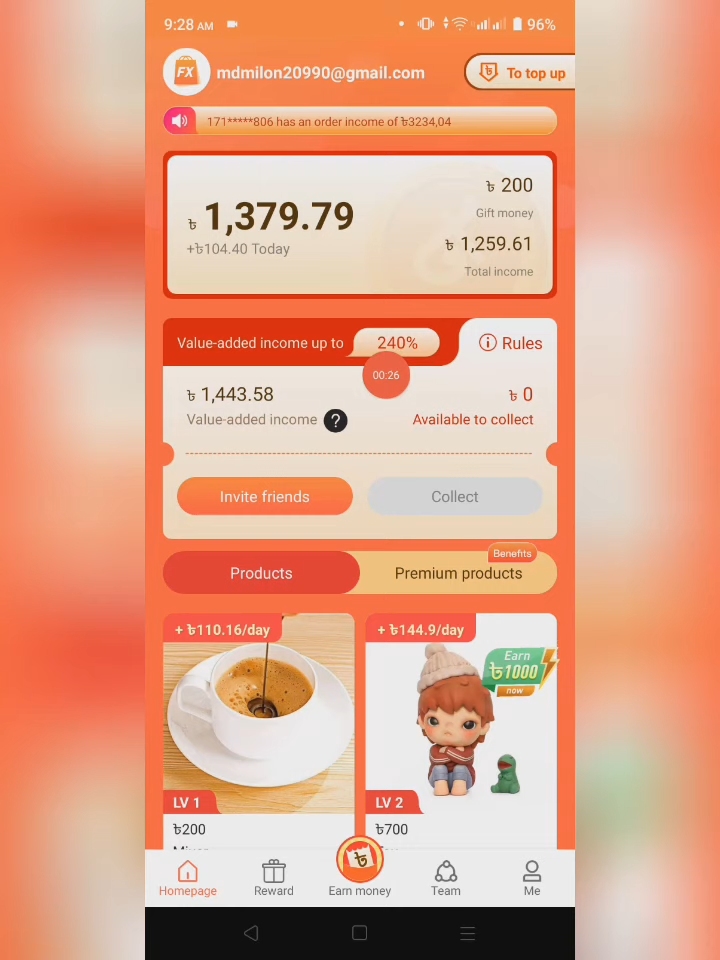 9:28 AM
96%
FX
mdmilon20990@gmail.com
৳ To top up
171*****806 has an order income of ৳3234,04
৳ 1,379.79
+৳104.40 Today
৳ 200
Gift money
৳ 1,259.61
Total income
Value-added income up to 240%
Rules
00:26
৳ 1,443.58
Value-added income ?
৳ 0
Available to collect
Invite friends
Collect
Benefits
Products
Premium products
+ ৳110.16/day
LV 1
৳200
+ ৳144.9/day
Earn
৳1000
now
LV 2
৳700
৳
Homepage
Reward
Earn money
Team
Me